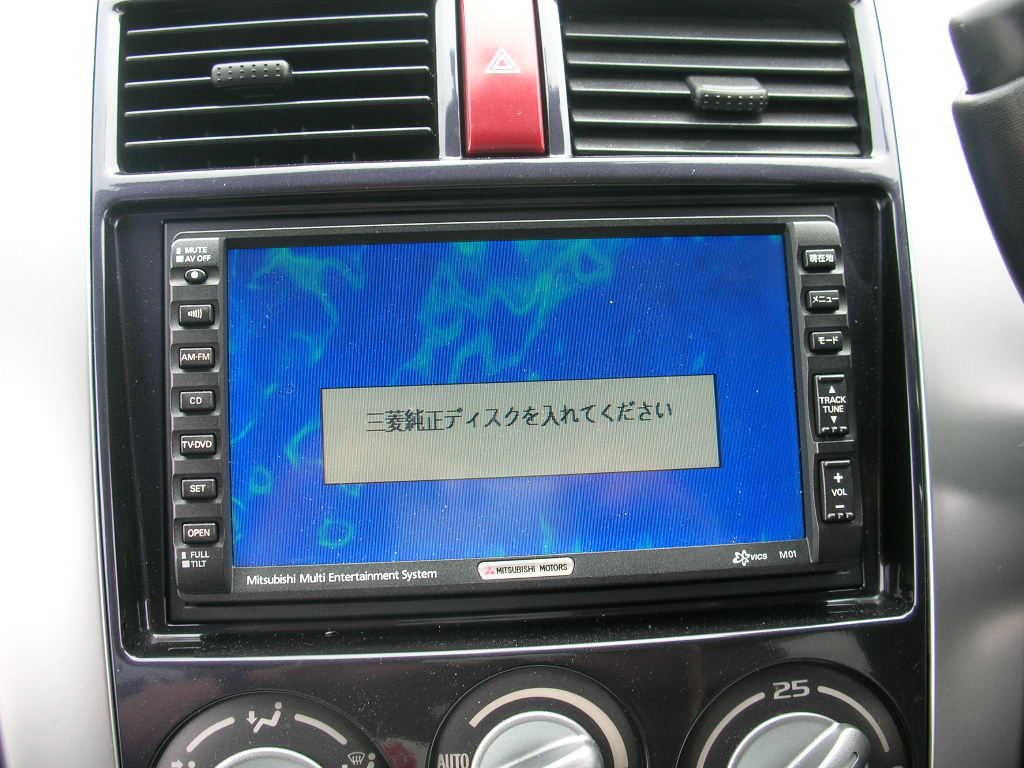 MUTE
AV OFF
AM•FM
CD
TV•DVD
SET
OPEN
FULL
TILT
三菱純正ディスクを入れてください
現在地
メニュー
モード
TRACK
TUNE
+
VOL
−
Mitsubishi Multi Entertainment System
MITSUBISHI MOTORS
VICS
M01
AUTO
25